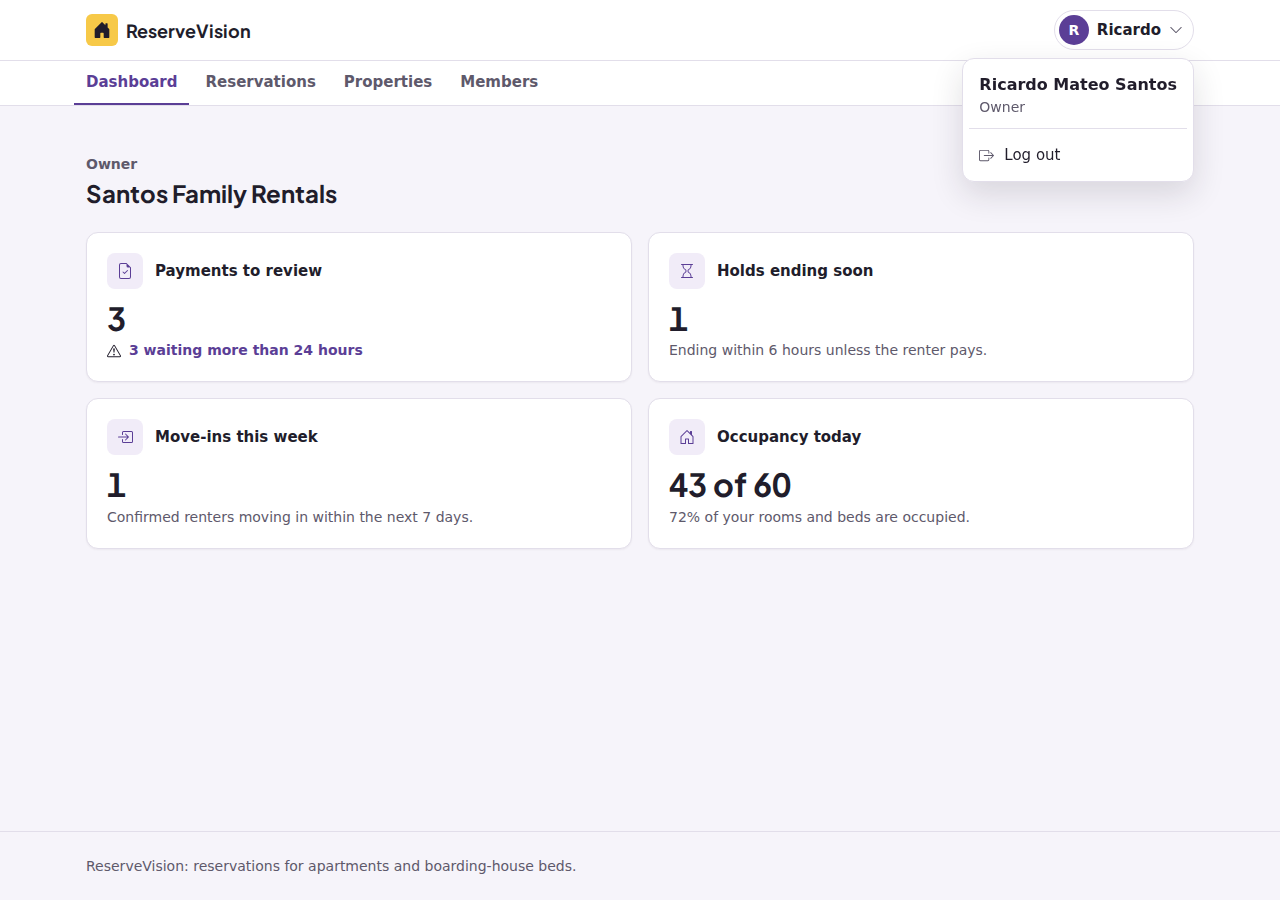 ReserveVision
R Ricardo
Dashboard Reservations Properties Members
Ricardo Mateo Santos
Owner
Log out
Owner
Santos Family Rentals
Payments to review
3
3 waiting more than 24 hours
Holds ending soon
1
Ending within 6 hours unless the renter pays.
Move-ins this week
1
Confirmed renters moving in within the next 7 days.
Occupancy today
43 of 60
72% of your rooms and beds are occupied.
ReserveVision: reservations for apartments and boarding-house beds.